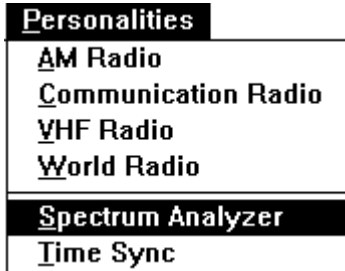 Personalities
AM Radio
Communication Radio
VHF Radio
World Radio
Spectrum Analyzer
Time Sync